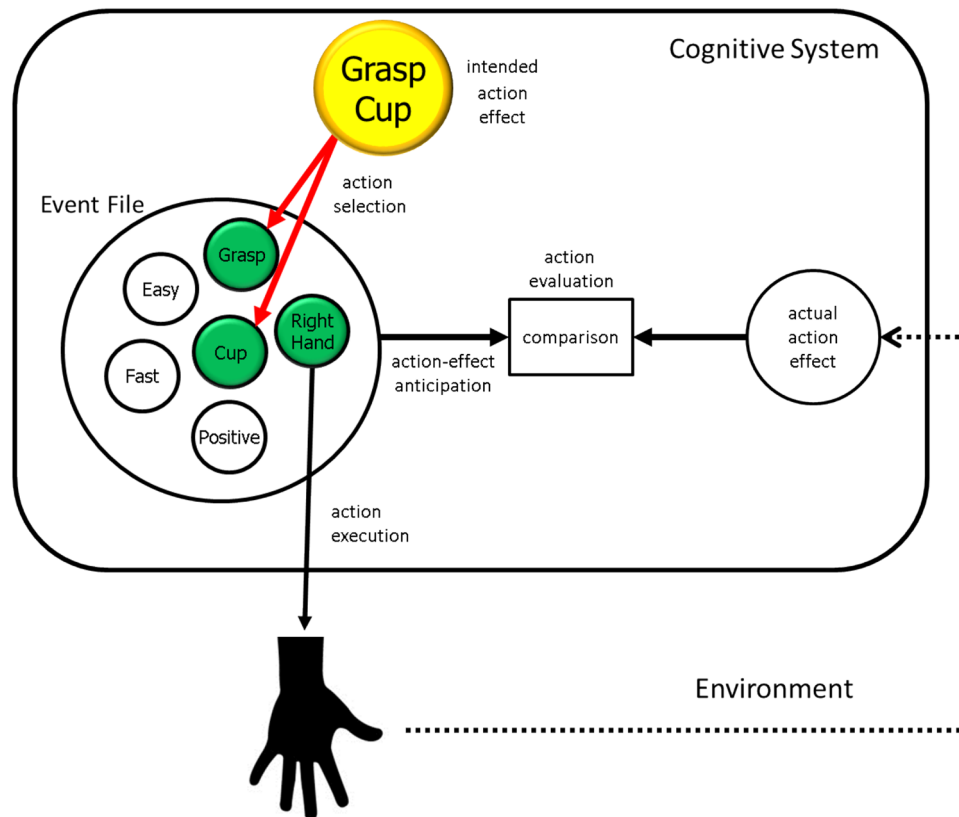 Cognitive System
Grasp
Cup
intended
action
effect
action
selection
Event File
Grasp
Easy
Right
Hand
Cup
Fast
Positive
action
evaluation
comparison
action-effect
anticipation
actual
action
effect
action
execution
Environment